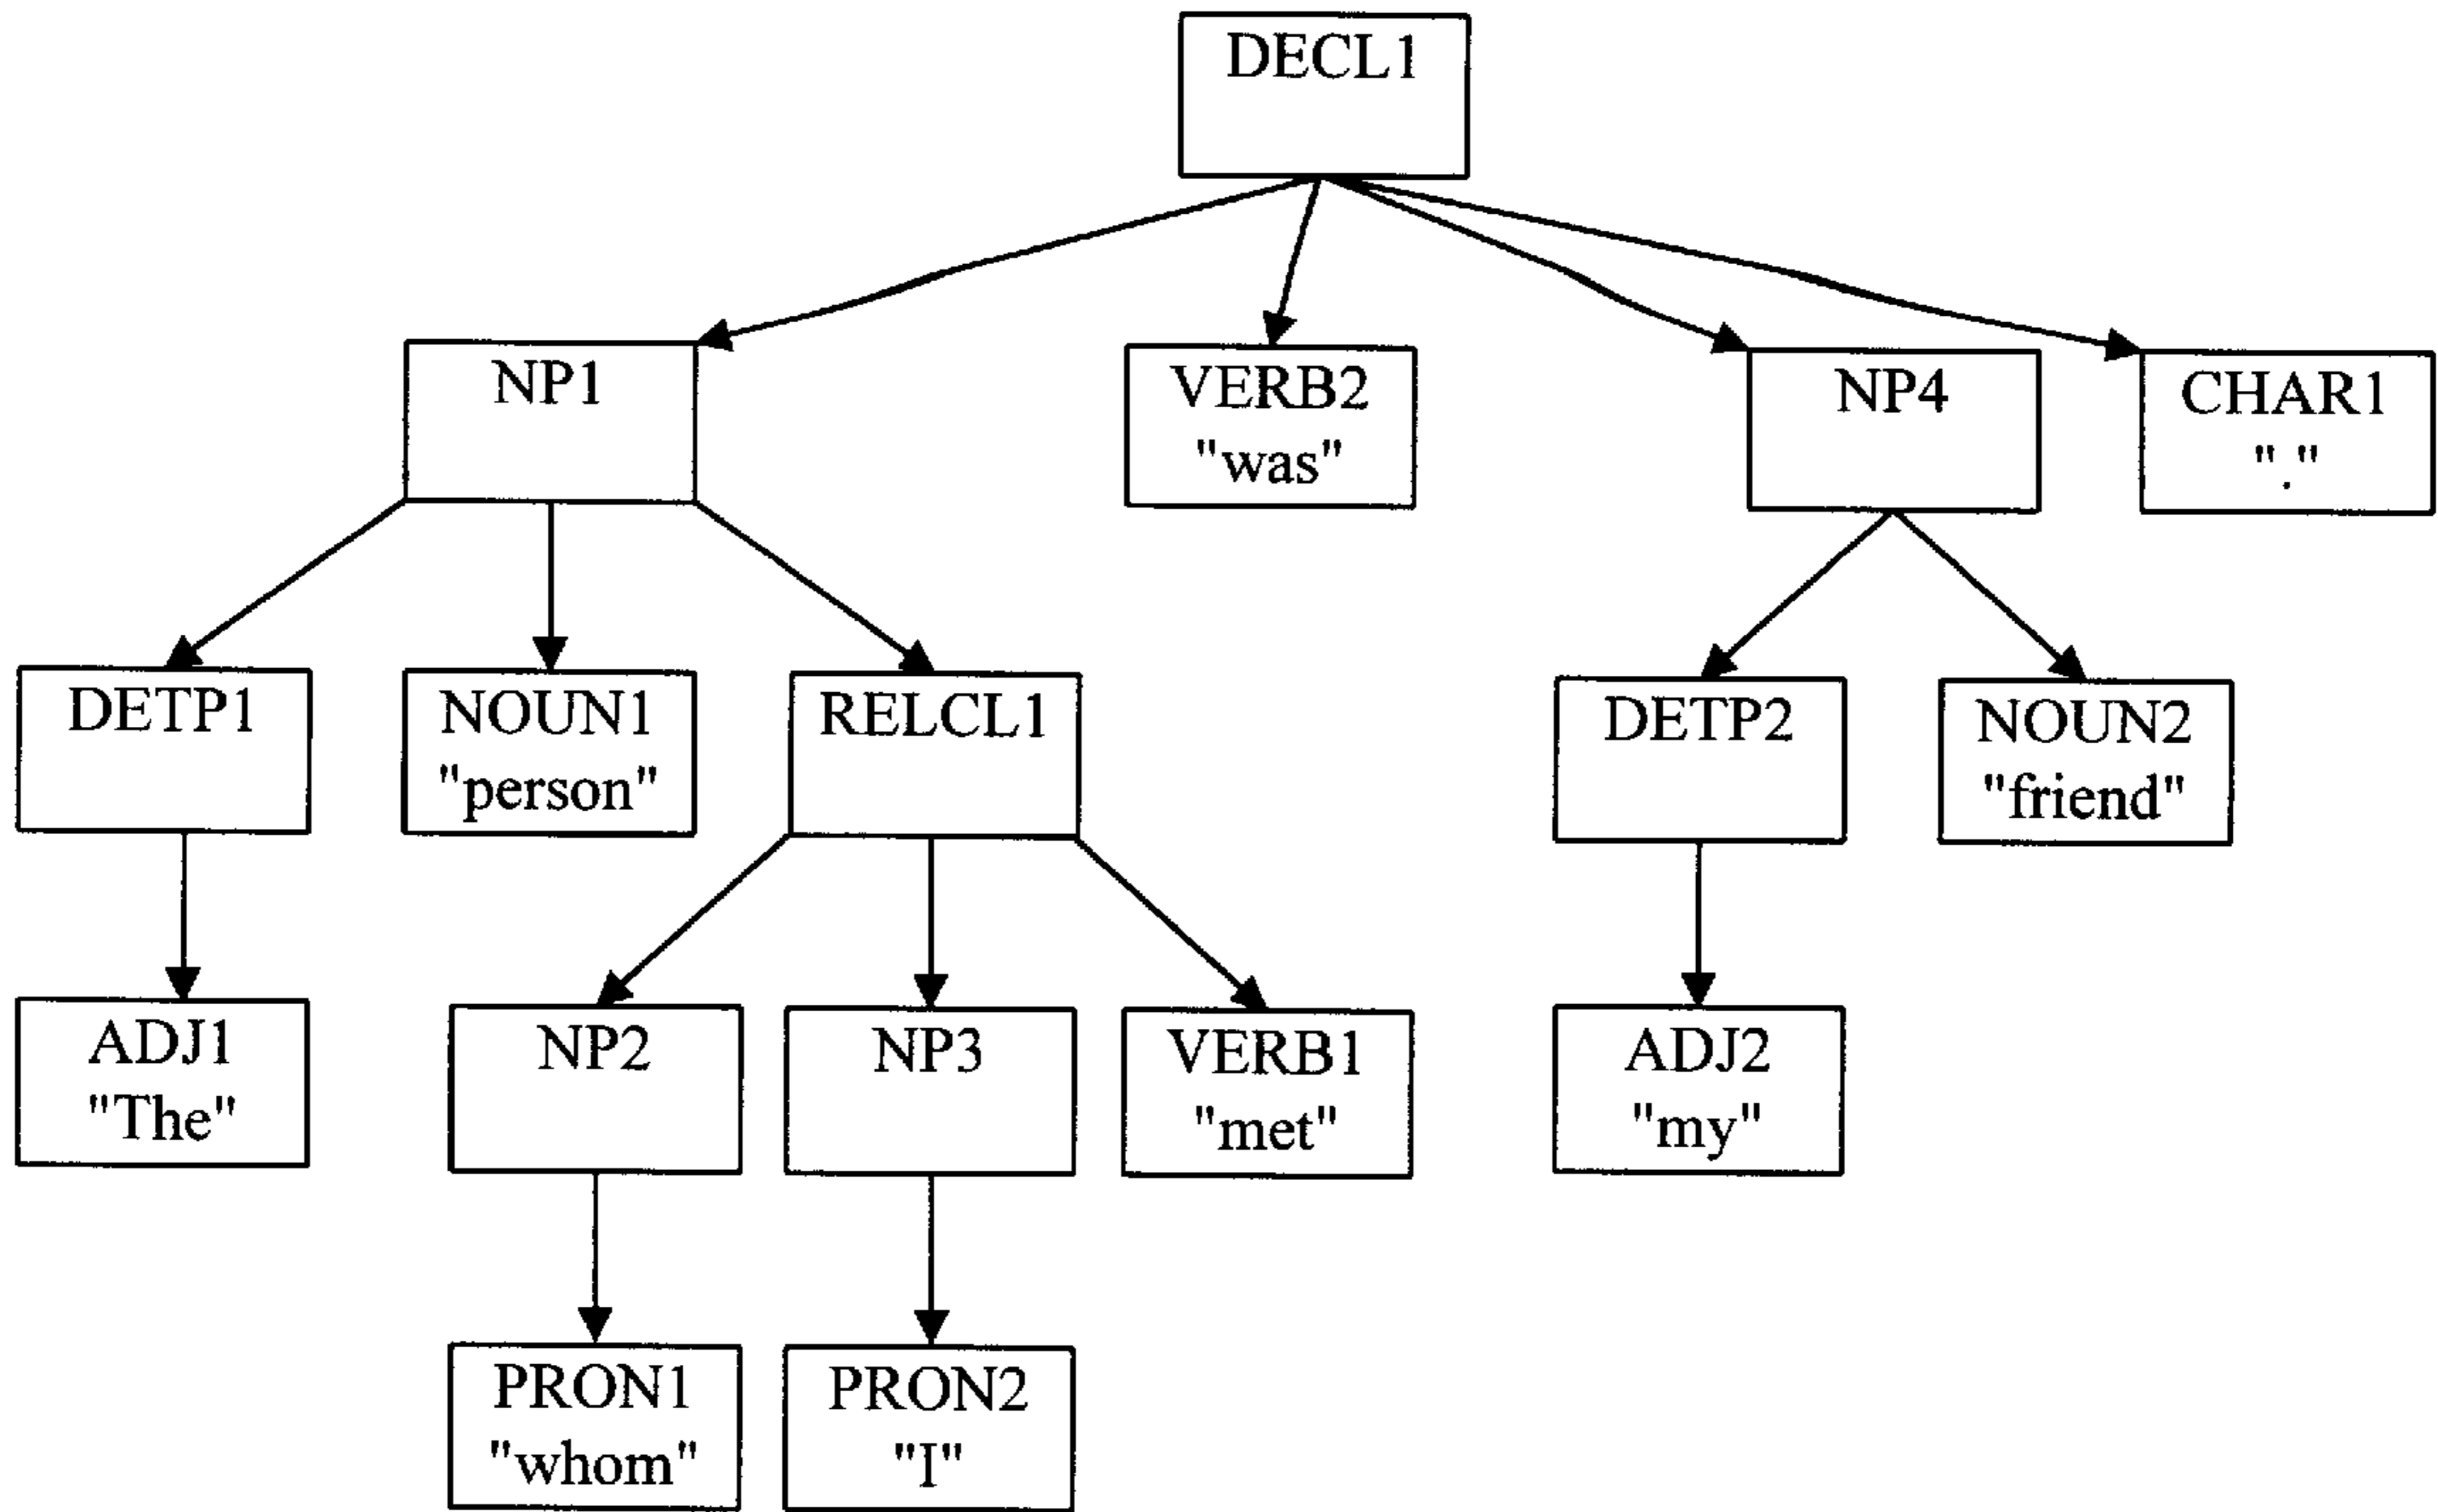 DECL1
NP1
VERB2
"was"
NP4
CHAR1
"."
DETP1
NOUN1
"person"
RELCL1
DETP2
NOUN2
"friend"
ADJ1
"The"
NP2
NP3
VERB1
"met"
ADJ2
"my"
PRON1
"whom"
PRON2
"I"